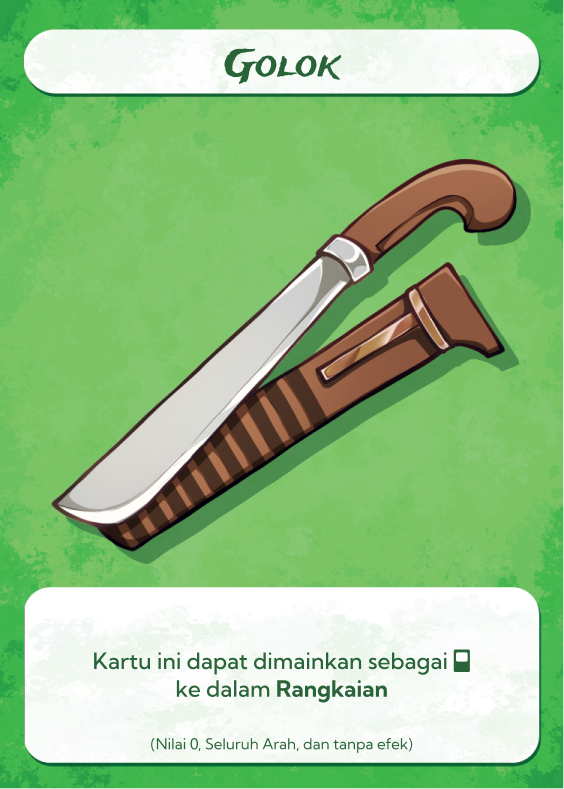 Golok
Kartu ini dapat dimainkan sebagai
ke dalam Rangkaian
(Nilai 0, Seluruh Arah, dan tanpa efek)